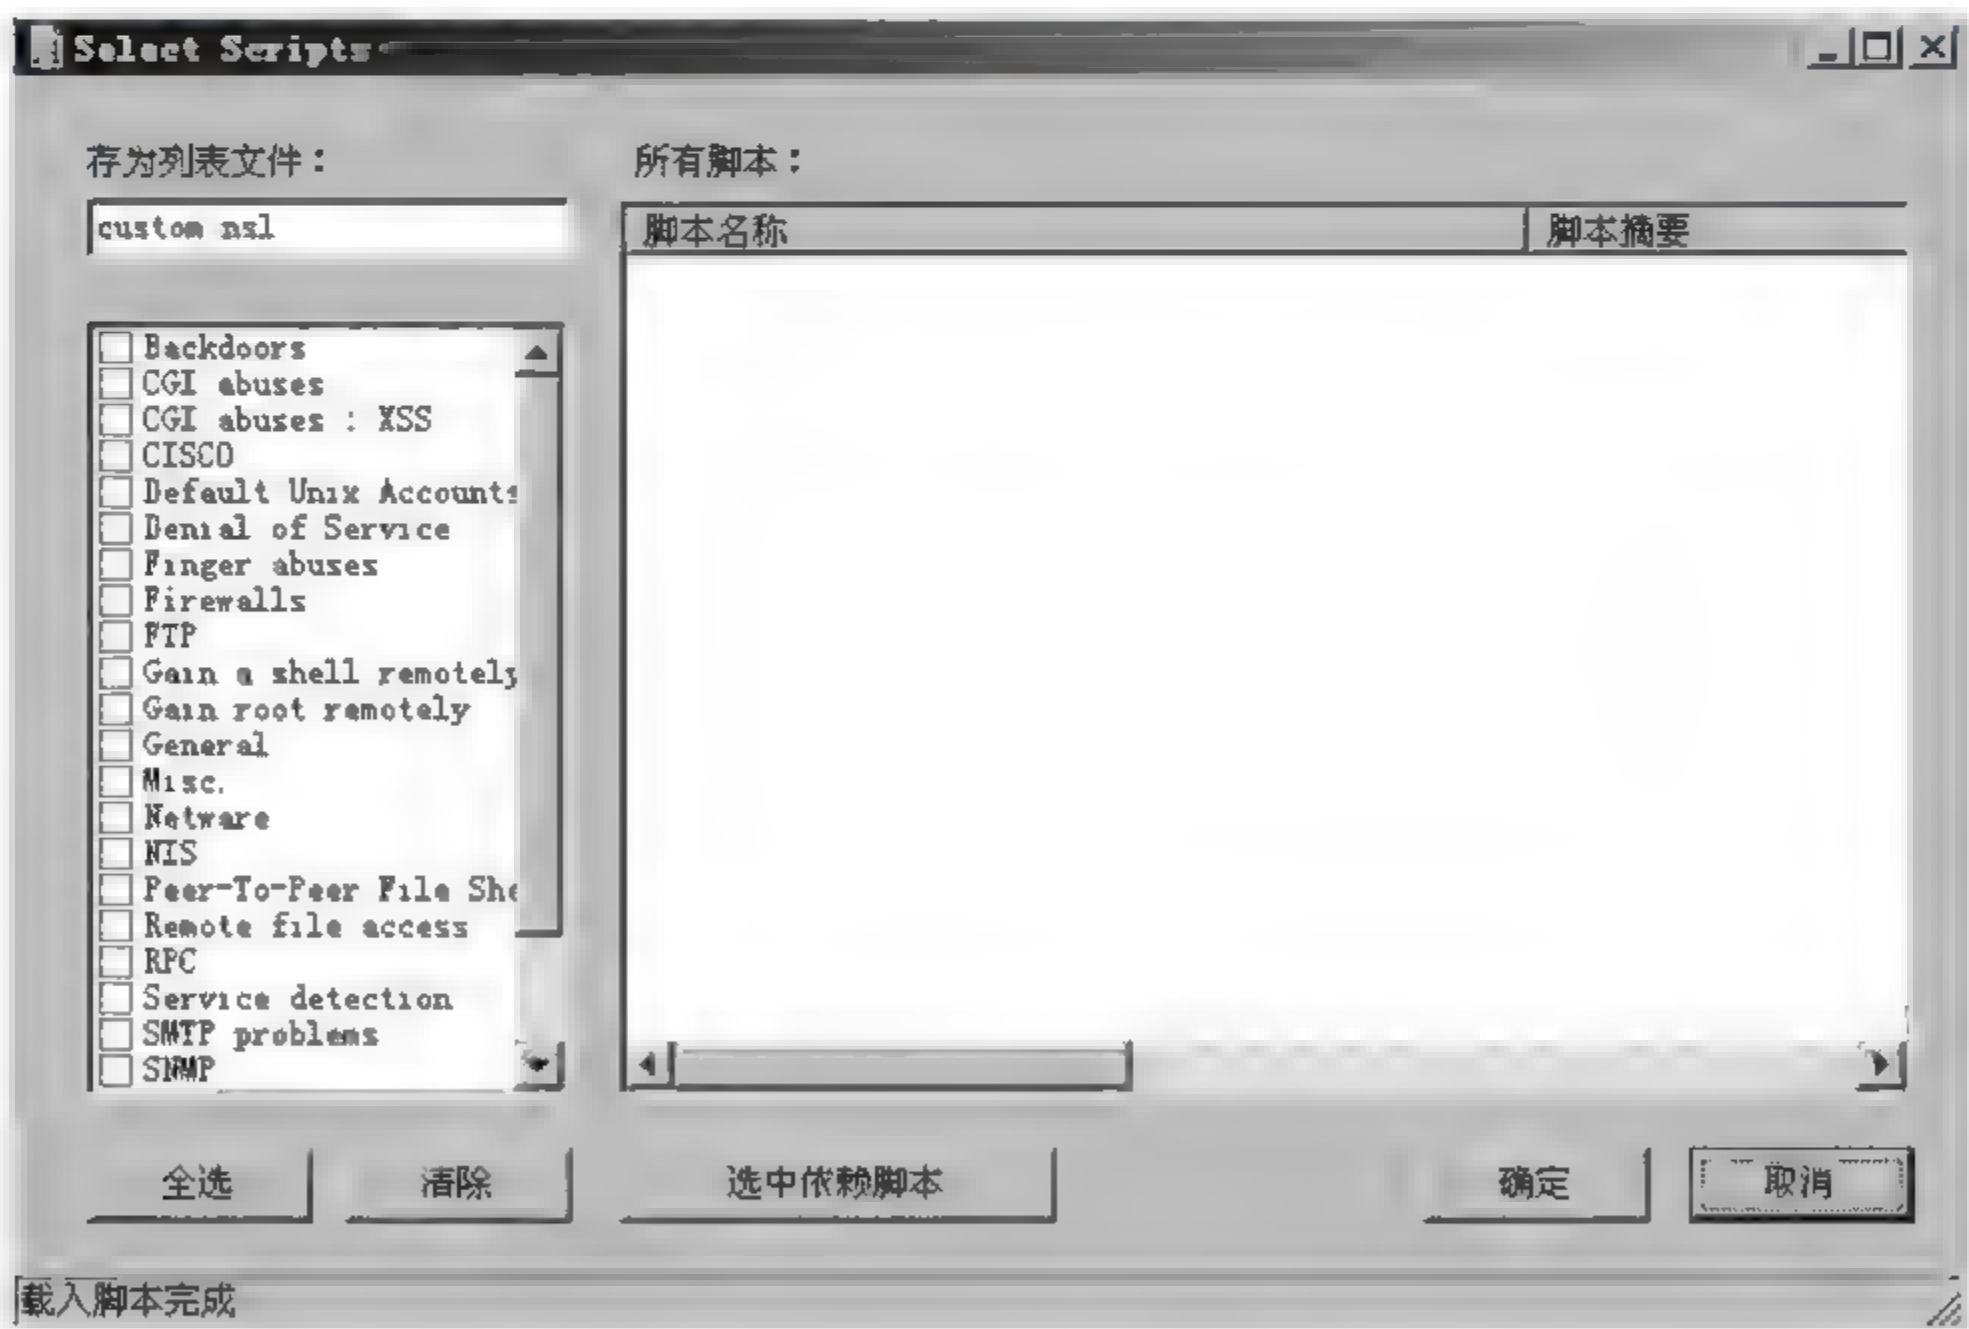 Select Scripts
存为列表文件：
所有脚本：
custom nsl
脚本名称
脚本摘要
Backdoors
CGI abuses
CGI abuses : XSS
CISCO
Default Unix Accounts
Denial of Service
Finger abuses
Firewalls
FTP
Gain a shell remotely
Gain root remotely
General
Misc.
Netware
NIS
Peer-To-Peer File Sha
Remote file access
RPC
Service detection
SMTP problems
SNMP
全选
清除
选中依赖脚本
确定
取消
载入脚本完成